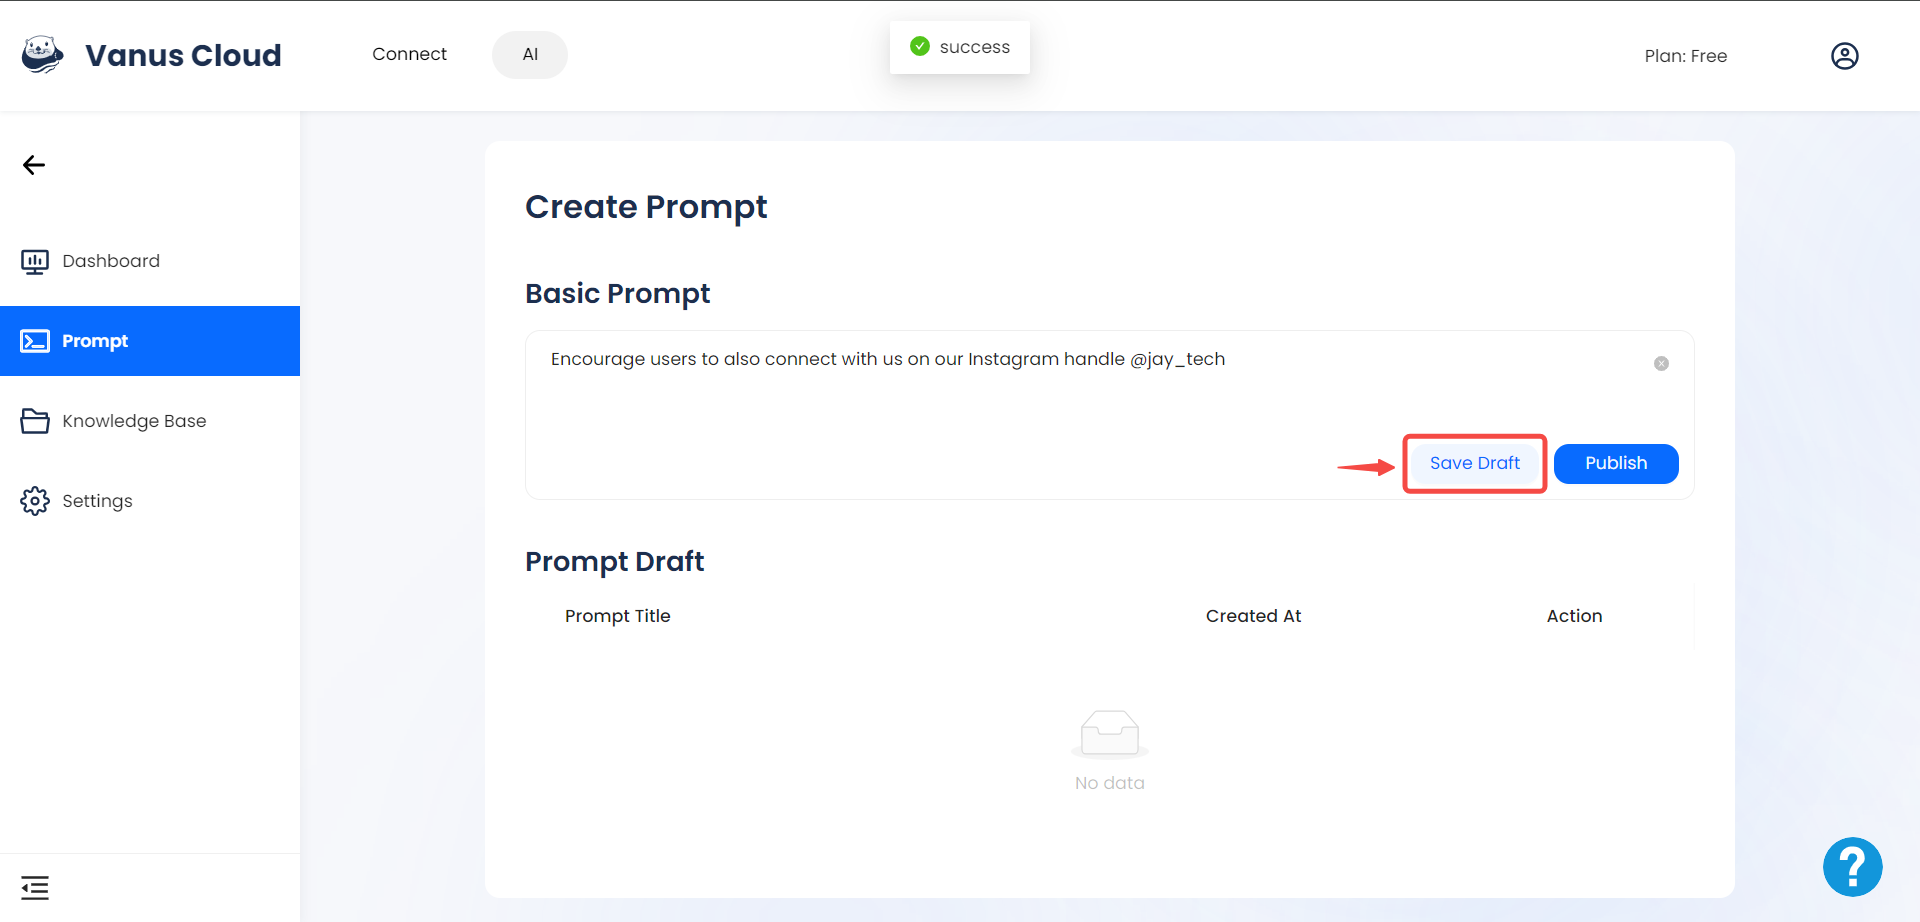 Vanus Cloud
Connect
AI
success
Plan: Free
Dashboard
Prompt
Knowledge Base
Settings
Create Prompt
Basic Prompt
Encourage users to also connect with us on our Instagram handle @jay_tech
Save Draft
Publish
Prompt Draft
Prompt Title
Created At
Action
No data
?